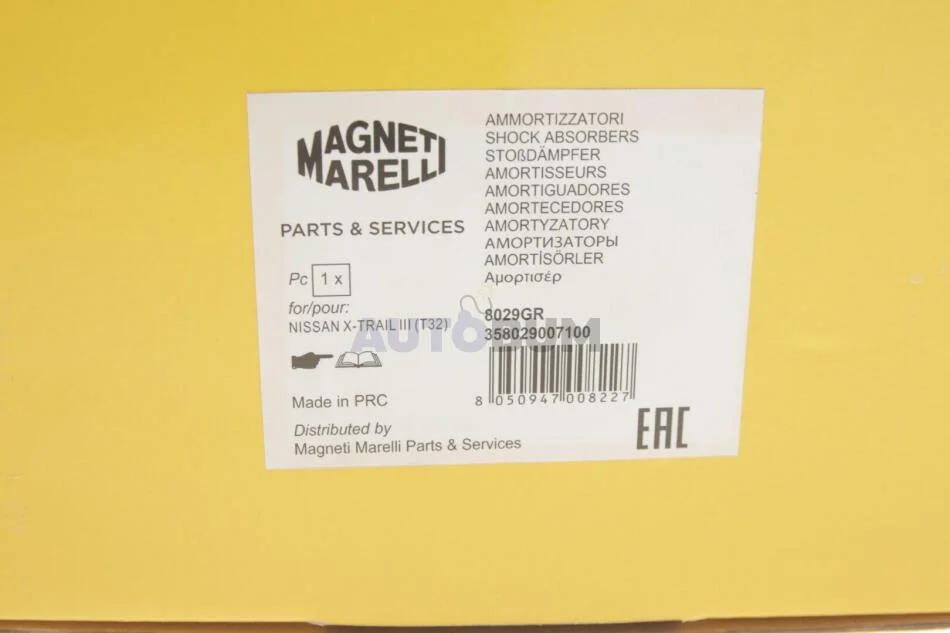 MAGNETI
MARELLI
PARTS & SERVICES
Pc 1 x
for/pour:
NISSAN X-TRAIL III (T32)
Made in PRC
Distributed by
Magneti Marelli Parts & Services
AMMORTIZZATORI
SHOCK ABSORBERS
STOßDÄMPFER
AMORTISSEURS
AMORTIGUADORES
AMORTECEDORES
AMORTYZATORY
АМОРТИЗАТОРЫ
AMORTİSÖRLER
Αμορτισέρ
8029GR
358029007100
8 050947 008227
EAC
AUTOBUM